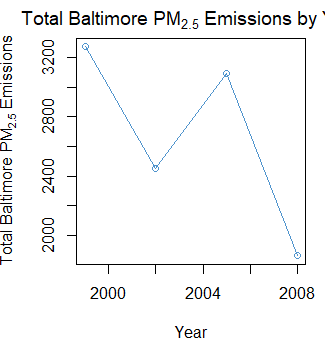 Total Baltimore PM2.5 Emissions by Y
Total Baltimore PM2.5 Emissions
3200
2800
2400
2000
2000 2004 2008
Year